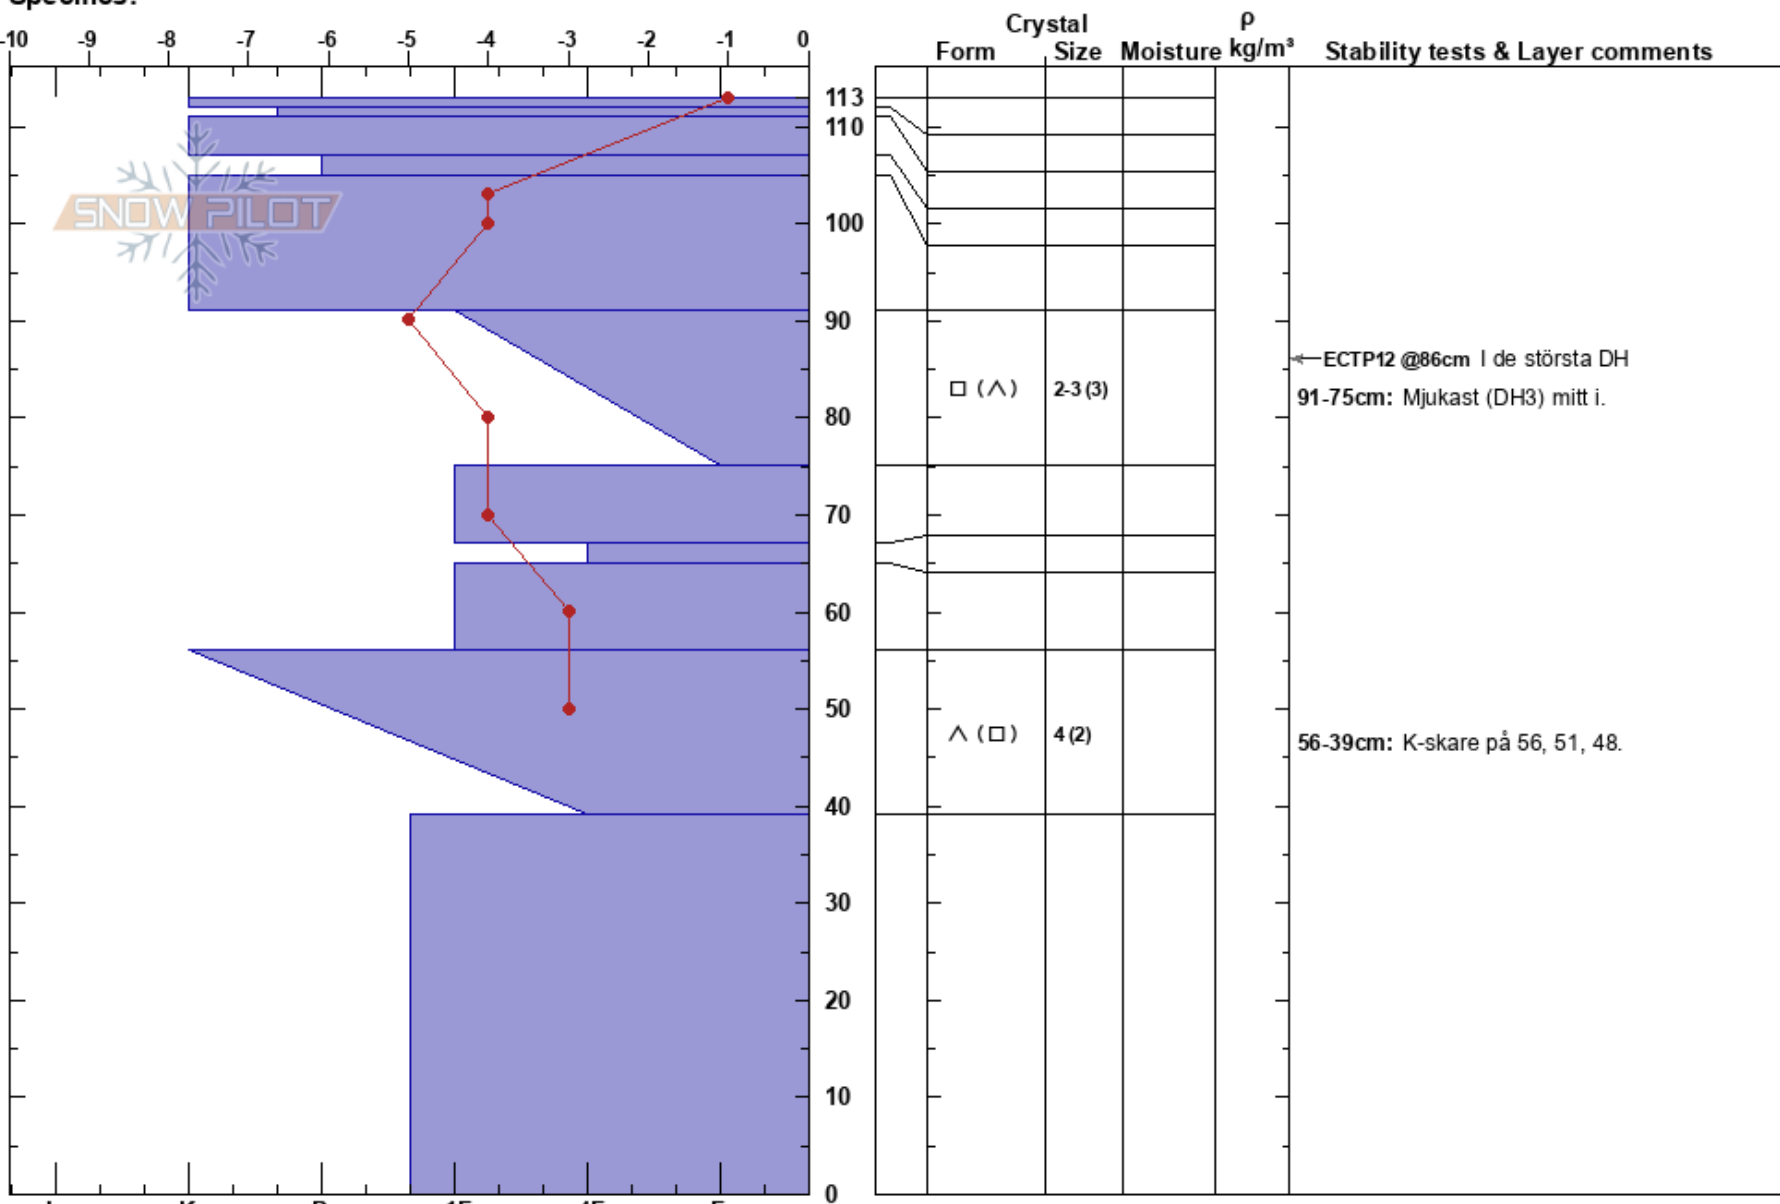 Crystal ρ
-10 -9 -8 -7 -6 -5 -4 -3 -2 -1 0
Form Size Moisture kg/m³ Stability tests & Layer comments
113
110
SNOW PILOT
100
90
ECTP12 @86cm I de största DH
□ (∧) 2-3 (3) 91-75cm: Mjukast (DH3) mitt i.
80
70
60
50
∧ (□) 4 (2) 56-39cm: K-skare på 56, 51, 48.
40
30
20
10
0